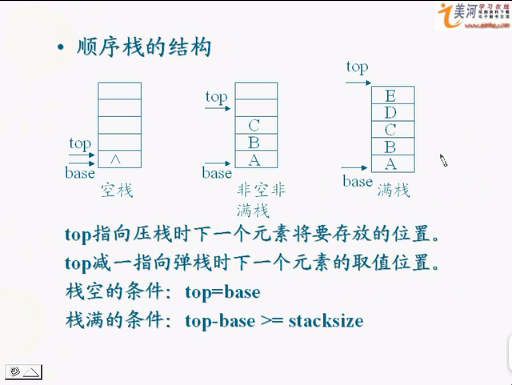 美河学习在线
• 顺序栈的结构
top
base
∧
空栈
top
C
B
A
base
非空非
满栈
top
E
D
C
B
A
base
满栈
top指向压栈时下一个元素将要存放的位置。
top减一指向弹栈时下一个元素的取值位置。
栈空的条件：top=base
栈满的条件：top-base >= stacksize